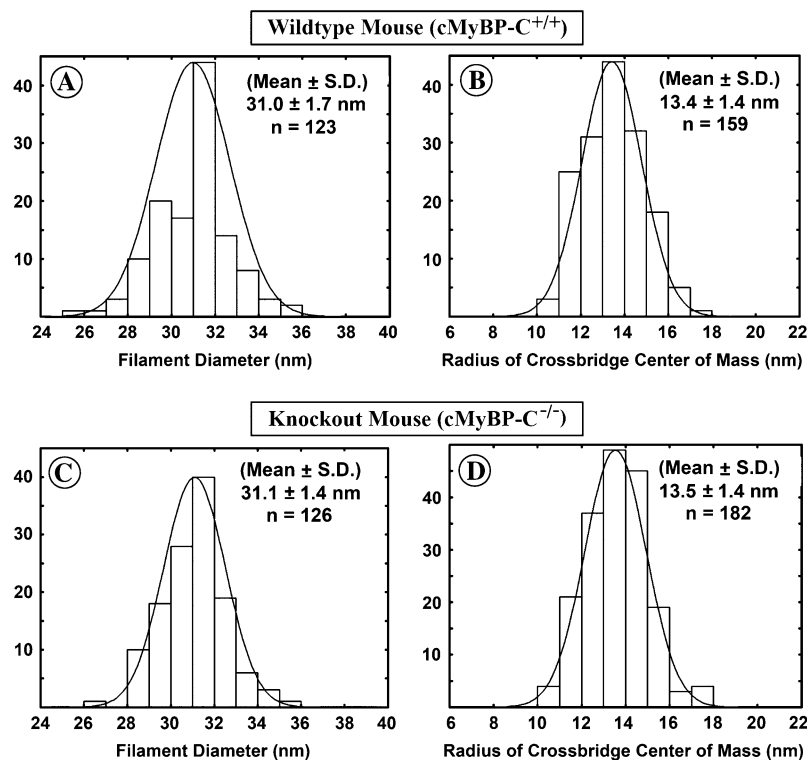 Wildtype Mouse (cMyBP-C+/+)
A
(Mean ± S.D.)
31.0 ± 1.7 nm
n = 123
40
30
20
10
24 26 28 30 32 34 36 38 40
Filament Diameter (nm)
B
(Mean ± S.D.)
13.4 ± 1.4 nm
n = 159
40
30
20
10
6 8 10 12 14 16 18 20 22
Radius of Crossbridge Center of Mass (nm)
Knockout Mouse (cMyBP-C-/-)
C
(Mean ± S.D.)
31.1 ± 1.4 nm
n = 126
40
30
20
10
24 26 28 30 32 34 36 38 40
Filament Diameter (nm)
D
(Mean ± S.D.)
13.5 ± 1.4 nm
n = 182
40
30
20
10
6 8 10 12 14 16 18 20 22
Radius of Crossbridge Center of Mass (nm)